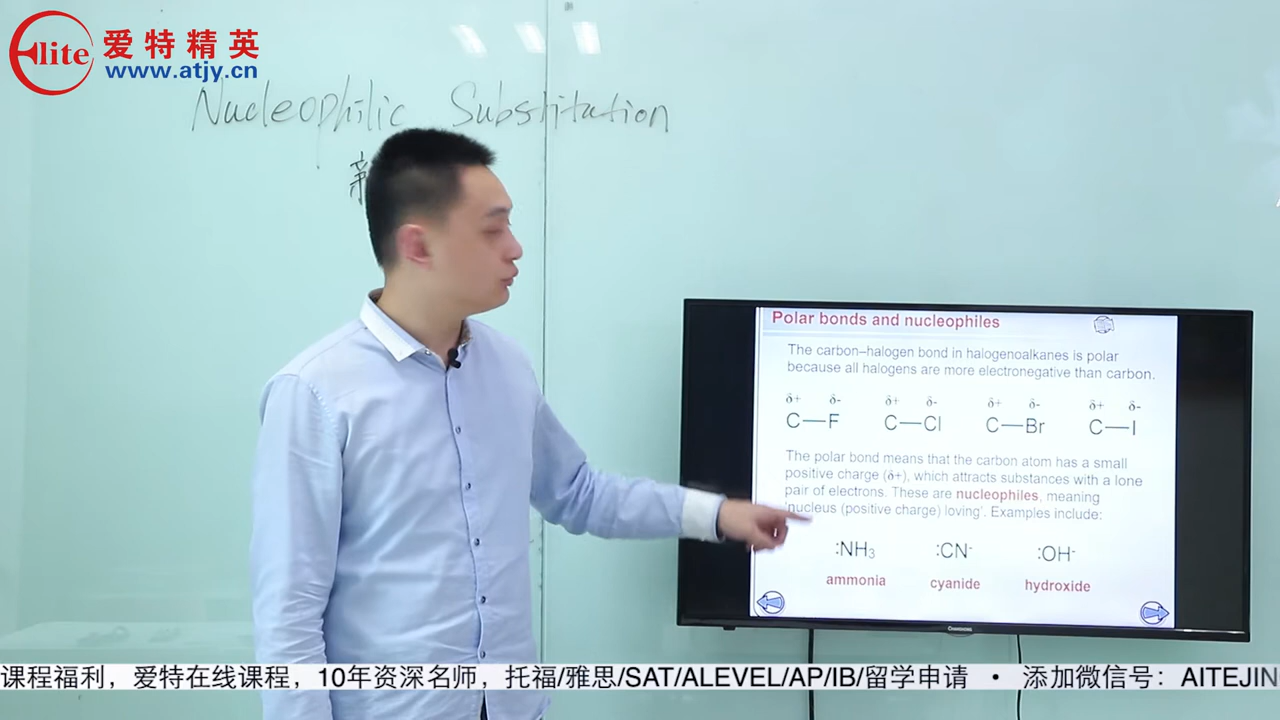 Elite 爱特精英
www.atjy.cn
Nucleophilic Substitution
Polar bonds and nucleophiles
The carbon–halogen bond in halogenoalkanes is polar
because all halogens are more electronegative than carbon.
δ+ δ- δ+ δ- δ+ δ- δ+ δ-
C—F C—Cl C—Br C—I
The polar bond means that the carbon atom has a small
positive charge (δ+), which attracts substances with a lone
pair of electrons. These are nucleophiles, meaning
'nucleus (positive charge) loving'. Examples include:
:NH₃ :CN⁻ :OH⁻
ammonia cyanide hydroxide
CHANGHONG
课程福利，爱特在线课程，10年资深名师，托福/雅思/SAT/ALEVEL/AP/IB/留学申请 • 添加微信号：AITEJIN